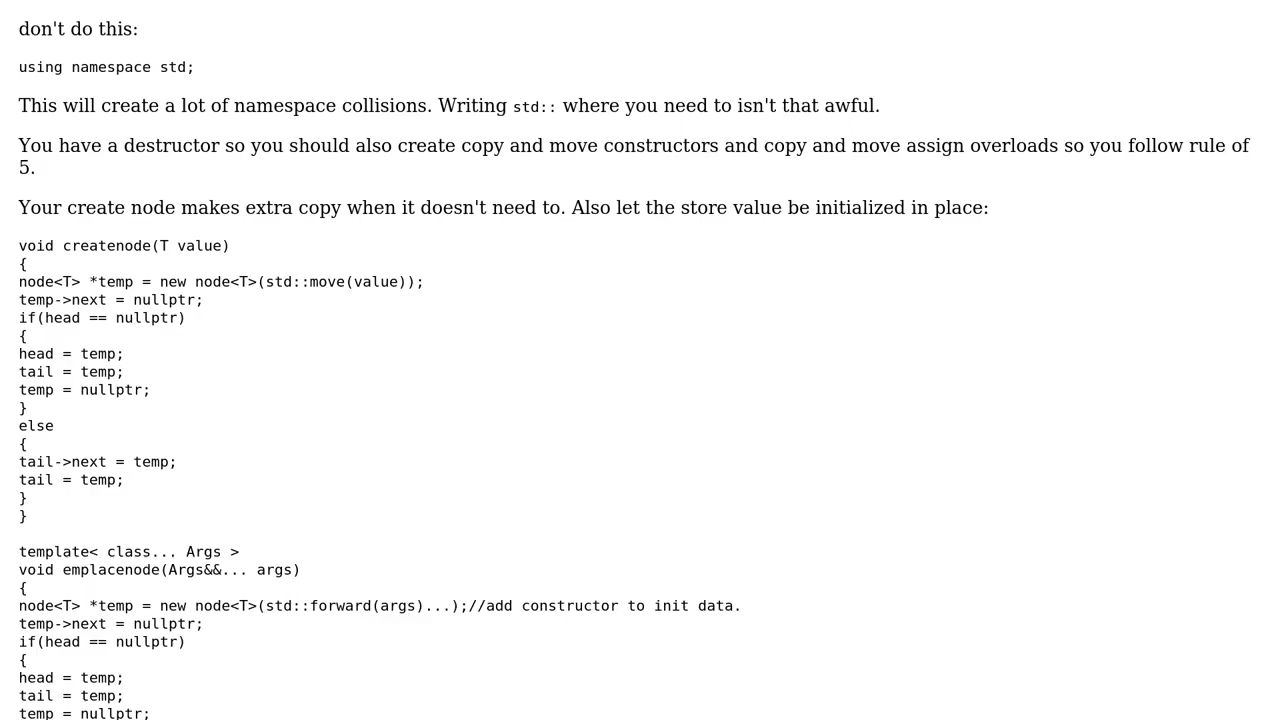 don't do this:
using namespace std;
This will create a lot of namespace collisions. Writing std:: where you need to isn't that awful.
You have a destructor so you should also create copy and move constructors and copy and move assign overloads so you follow rule of
5.
Your create node makes extra copy when it doesn't need to. Also let the store value be initialized in place:
void createnode(T value)
{
node<T> *temp = new node<T>(std::move(value));
temp->next = nullptr;
if(head == nullptr)
{
head = temp;
tail = temp;
temp = nullptr;
}
else
{
tail->next = temp;
tail = temp;
}
}
template< class... Args >
void emplacenode(Args&&... args)
{
node<T> *temp = new node<T>(std::forward(args)...);//add constructor to init data.
temp->next = nullptr;
if(head == nullptr)
{
head = temp;
tail = temp;
temp = nullptr;